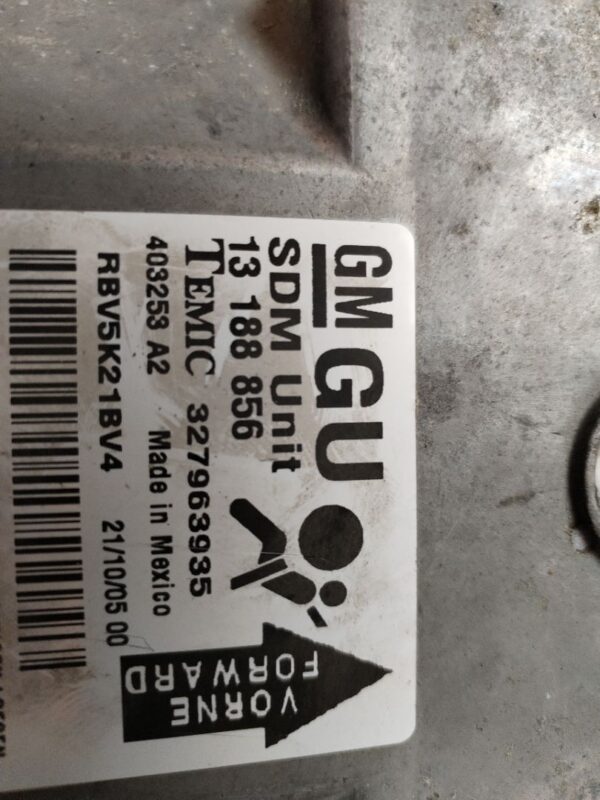 GM GU
SDM Unit
13 188 856
TEMIC 327963935
403253 A2 Made in Mexico
RBV5K21BV4 21/10/05 00
VORNE
FORWARD